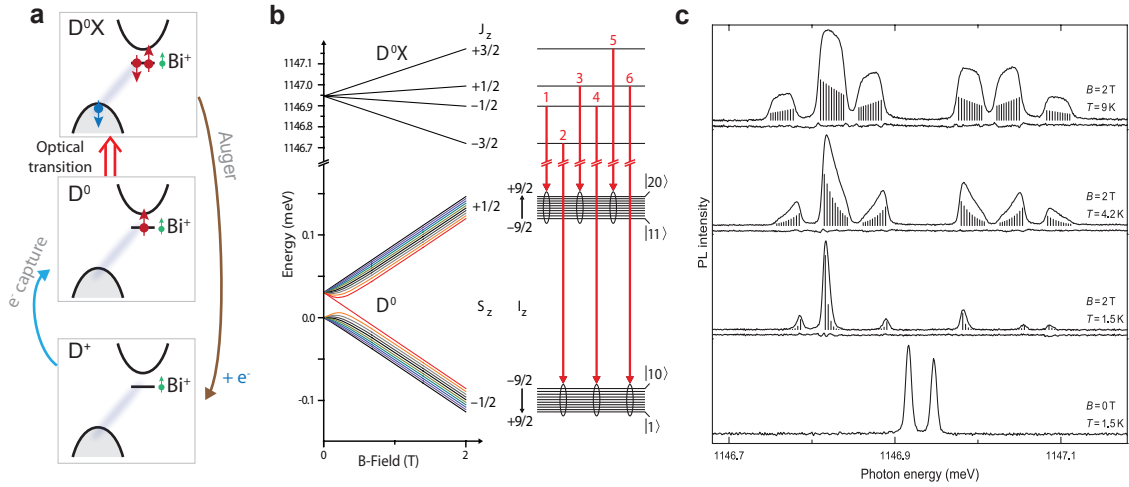 a
D⁰X
Bi⁺
Optical
transition
Auger
D⁰
Bi⁺
e⁻ capture
D⁺
Bi⁺
+ e⁻
b
D⁰X
J_z
+3/2
+1/2
−1/2
−3/2
1147.1
1147.0
1146.9
1146.8
1146.7
Energy (meV)
0.1
0.0
-0.1
+1/2
D⁰
S_z
I_z
−1/2
0
1
2
B-Field (T)
1
2
3
4
5
6
+9/2
−9/2
|20⟩
|11⟩
−9/2
+9/2
|10⟩
|1⟩
c
PL intensity
B = 2 T
T = 9 K
B = 2 T
T = 4.2 K
B = 2 T
T = 1.5 K
B = 0 T
T = 1.5 K
1146.7
1146.9
1147.1
Photon energy (meV)